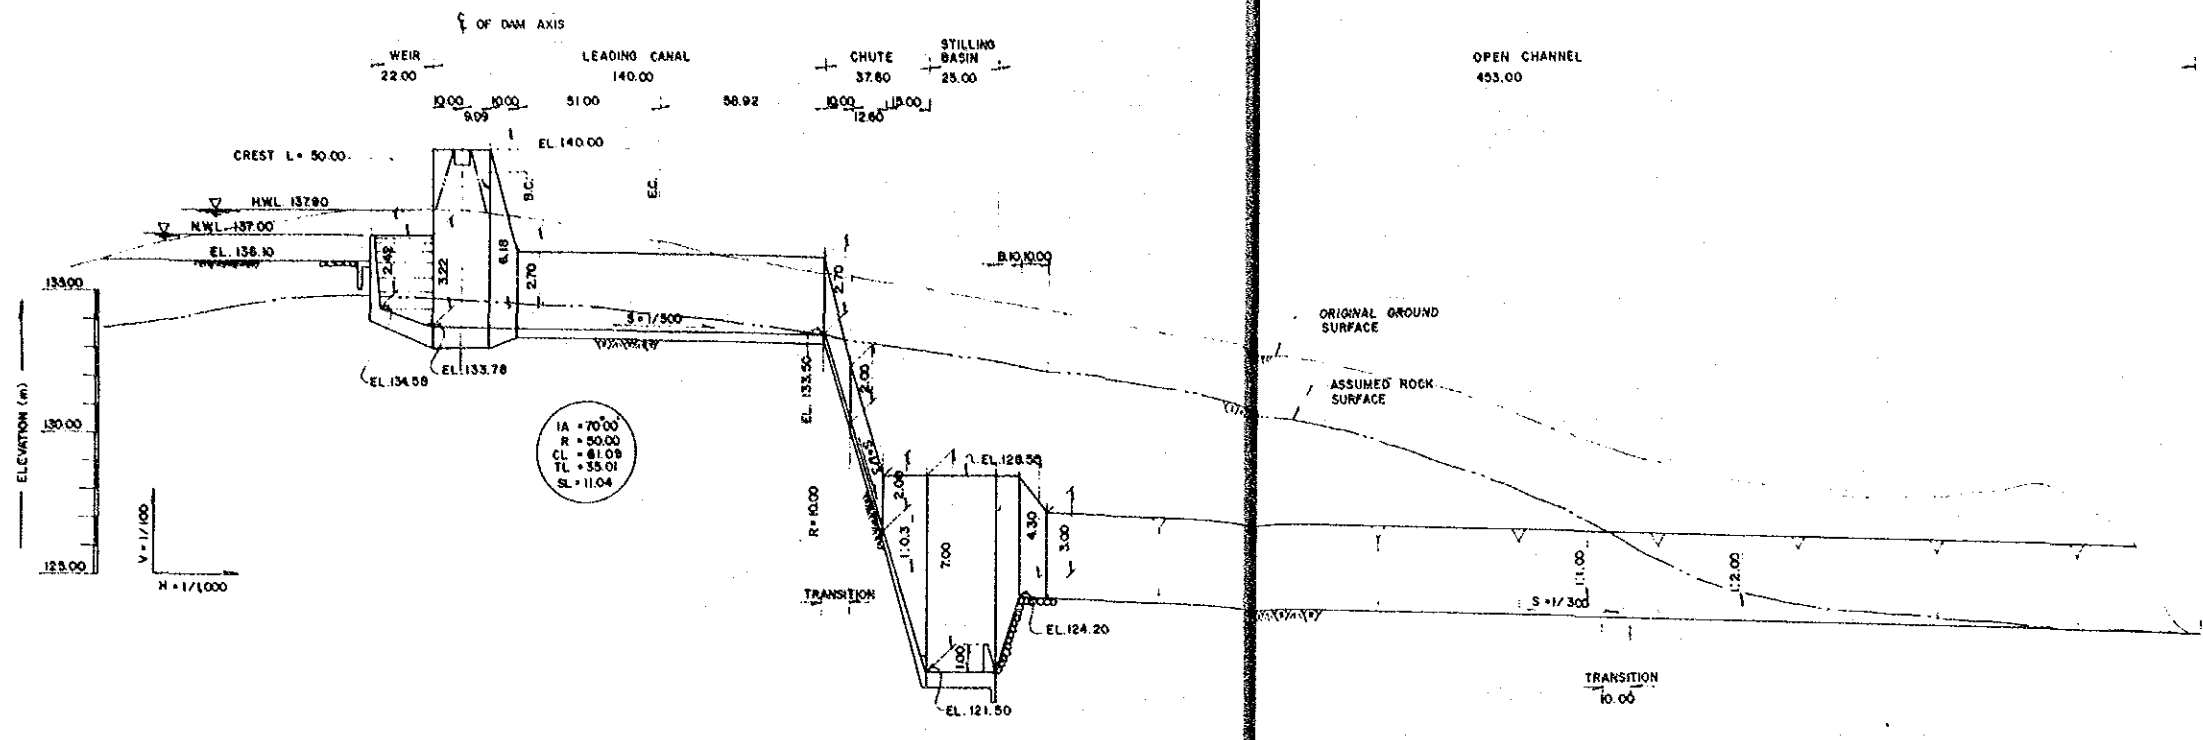 ℄ OF DAM AXIS
WEIR
22.00
LEADING CANAL
140.00
CHUTE
37.60
STILLING
BASIN
25.00
OPEN CHANNEL
453.00
10.00
9.09
10.00
51.00
58.92
10.00
12.60
15.00
EL.140.00
CREST L= 50.00
B.C.
E.C.
H.W.L. 137.90
N.W.L. 137.00
EL. 136.10
2.42
3.22
6.18
2.70
2.70
B.10.10.00
135.00
130.00
125.00
ELEVATION (m)
S=1/500
ORIGINAL GROUND
SURFACE
ASSUMED ROCK
SURFACE
EL.134.58
EL.133.78
EL. 133.50
2.00
IA = 70°00'
R = 50.00
CL = 61.09
TL = 35.01
SL = 11.04
R=10.00
2.00
1:0.3
7.00
4.30
3.00
1.00
V=1/100
H=1/1,000
TRANSITION
EL.124.20
EL.121.50
1:1.00
1:2.00
S=1/300
TRANSITION
10.00